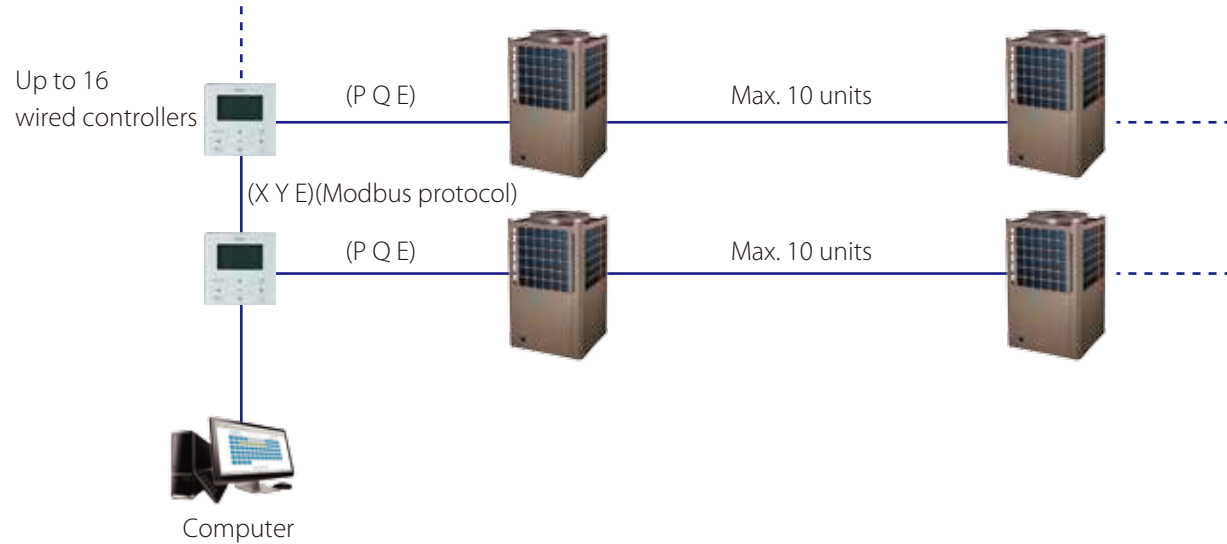 Up to 16
wired controllers
(P Q E)
Max. 10 units
(X Y E)(Modbus protocol)
(P Q E)
Max. 10 units
Computer